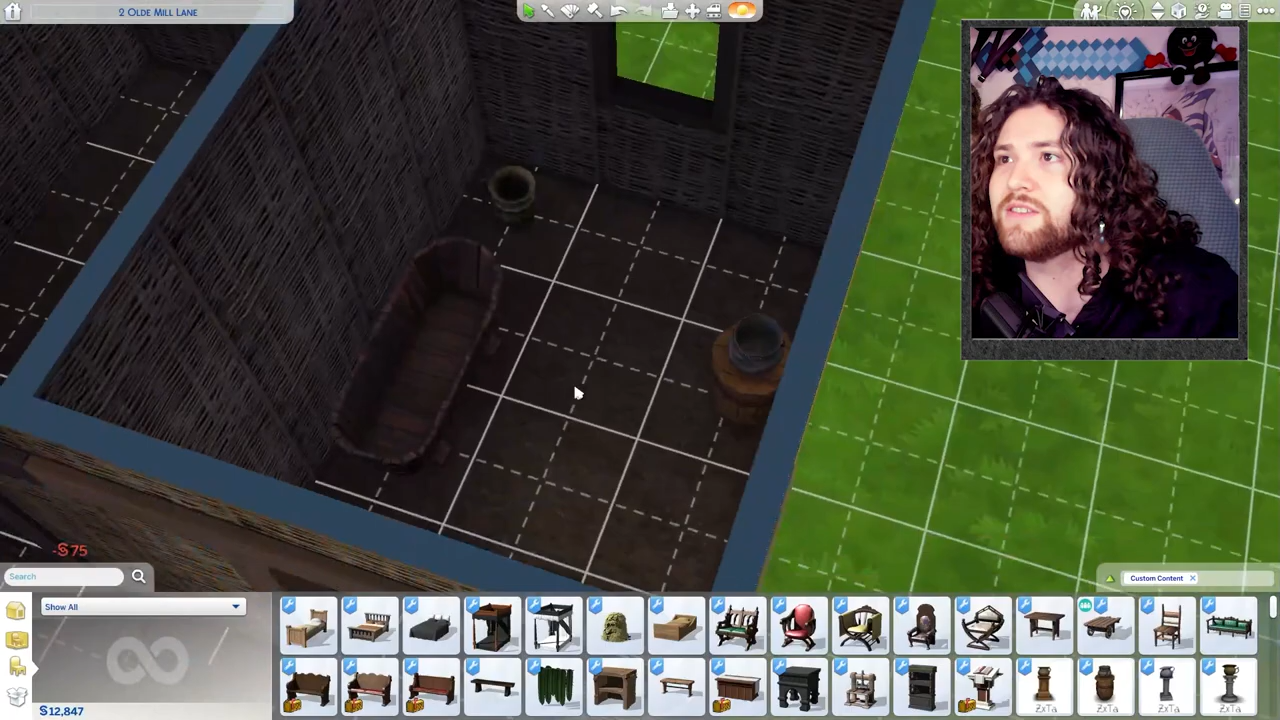 2 OLDE MILL LANE
-§75
Search
Custom Content
Show All
§12,847
ZxTa
ZxTa
ZxTa
ZxTa